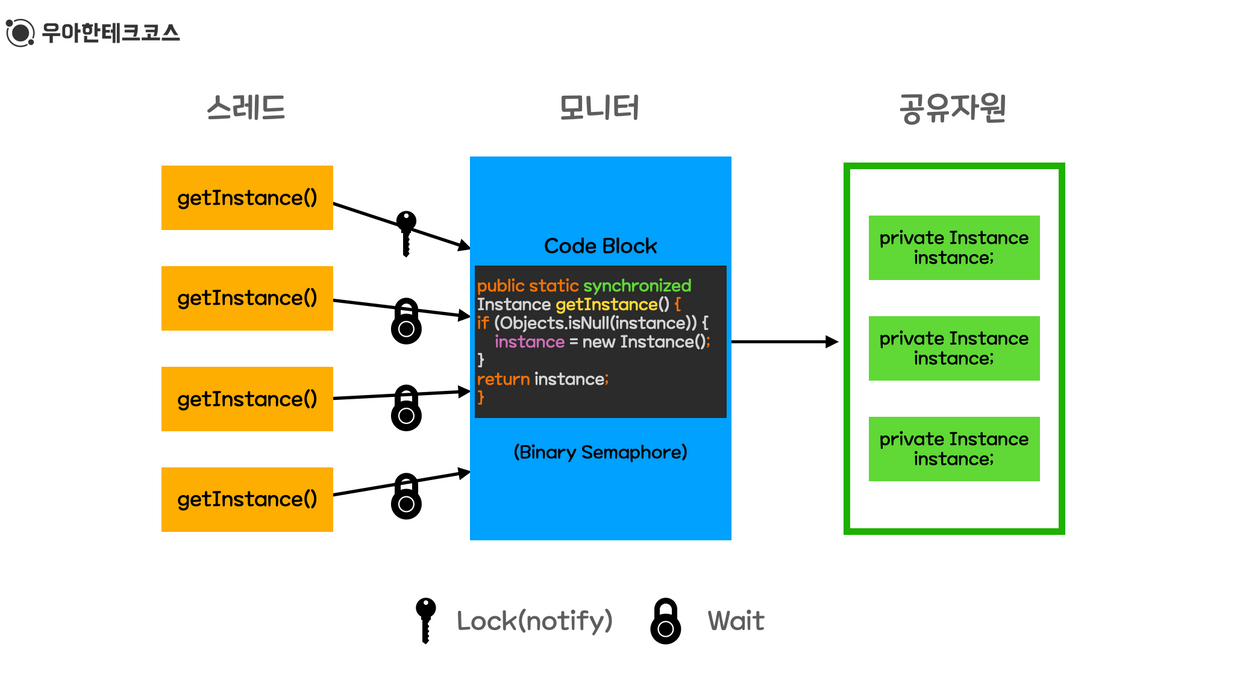 우아한테크코스
스레드
모니터
공유자원
getInstance()
getInstance()
getInstance()
getInstance()
Code Block
public static synchronized
Instance getInstance() {
if (Objects.isNull(instance)) {
instance = new Instance();
}
return instance;
}
(Binary Semaphore)
private Instance
instance;
private Instance
instance;
private Instance
instance;
Lock(notify)
Wait